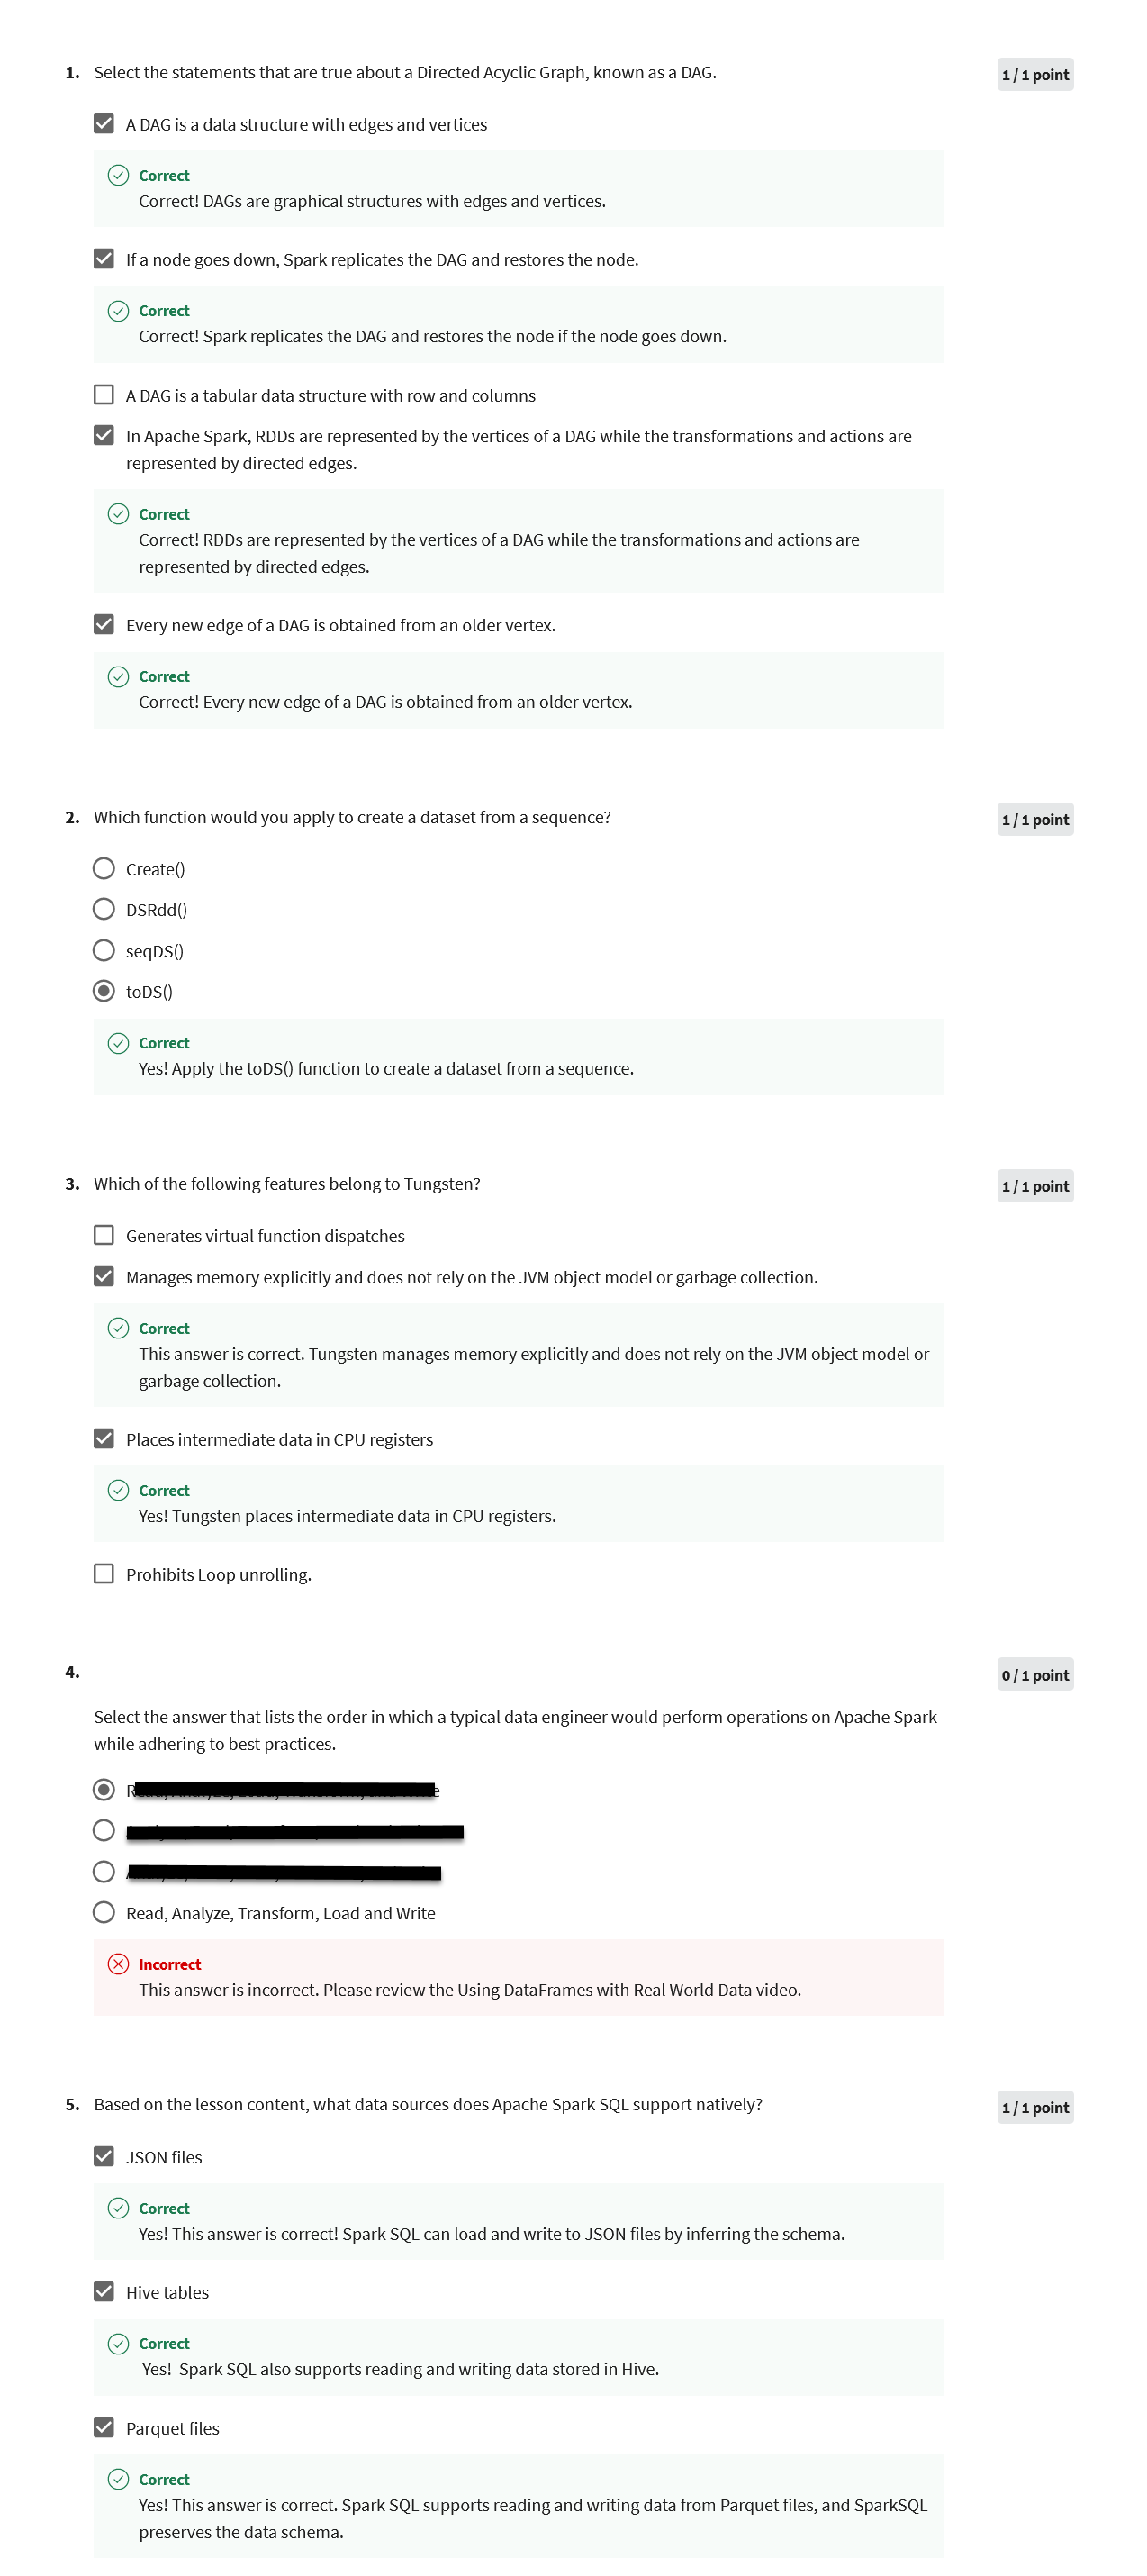 1. Select the statements that are true about a Directed Acyclic Graph, known as a DAG.
1 / 1 point
A DAG is a data structure with edges and vertices
Correct
Correct! DAGs are graphical structures with edges and vertices.
If a node goes down, Spark replicates the DAG and restores the node.
Correct
Correct! Spark replicates the DAG and restores the node if the node goes down.
A DAG is a tabular data structure with row and columns
In Apache Spark, RDDs are represented by the vertices of a DAG while the transformations and actions are
represented by directed edges.
Correct
Correct! RDDs are represented by the vertices of a DAG while the transformations and actions are
represented by directed edges.
Every new edge of a DAG is obtained from an older vertex.
Correct
Correct! Every new edge of a DAG is obtained from an older vertex.
2. Which function would you apply to create a dataset from a sequence?
1 / 1 point
Create()
DSRdd()
seqDS()
toDS()
Correct
Yes! Apply the toDS() function to create a dataset from a sequence.
3. Which of the following features belong to Tungsten?
1 / 1 point
Generates virtual function dispatches
Manages memory explicitly and does not rely on the JVM object model or garbage collection.
Correct
This answer is correct. Tungsten manages memory explicitly and does not rely on the JVM object model or
garbage collection.
Places intermediate data in CPU registers
Correct
Yes! Tungsten places intermediate data in CPU registers.
Prohibits Loop unrolling.
4.
0 / 1 point
Select the answer that lists the order in which a typical data engineer would perform operations on Apache Spark
while adhering to best practices.
Read, Analyze, Transform, Load and Write
Incorrect
This answer is incorrect. Please review the Using DataFrames with Real World Data video.
5. Based on the lesson content, what data sources does Apache Spark SQL support natively?
1 / 1 point
JSON files
Correct
Yes! This answer is correct! Spark SQL can load and write to JSON files by inferring the schema.
Hive tables
Correct
Yes! Spark SQL also supports reading and writing data stored in Hive.
Parquet files
Correct
Yes! This answer is correct. Spark SQL supports reading and writing data from Parquet files, and SparkSQL
preserves the data schema.